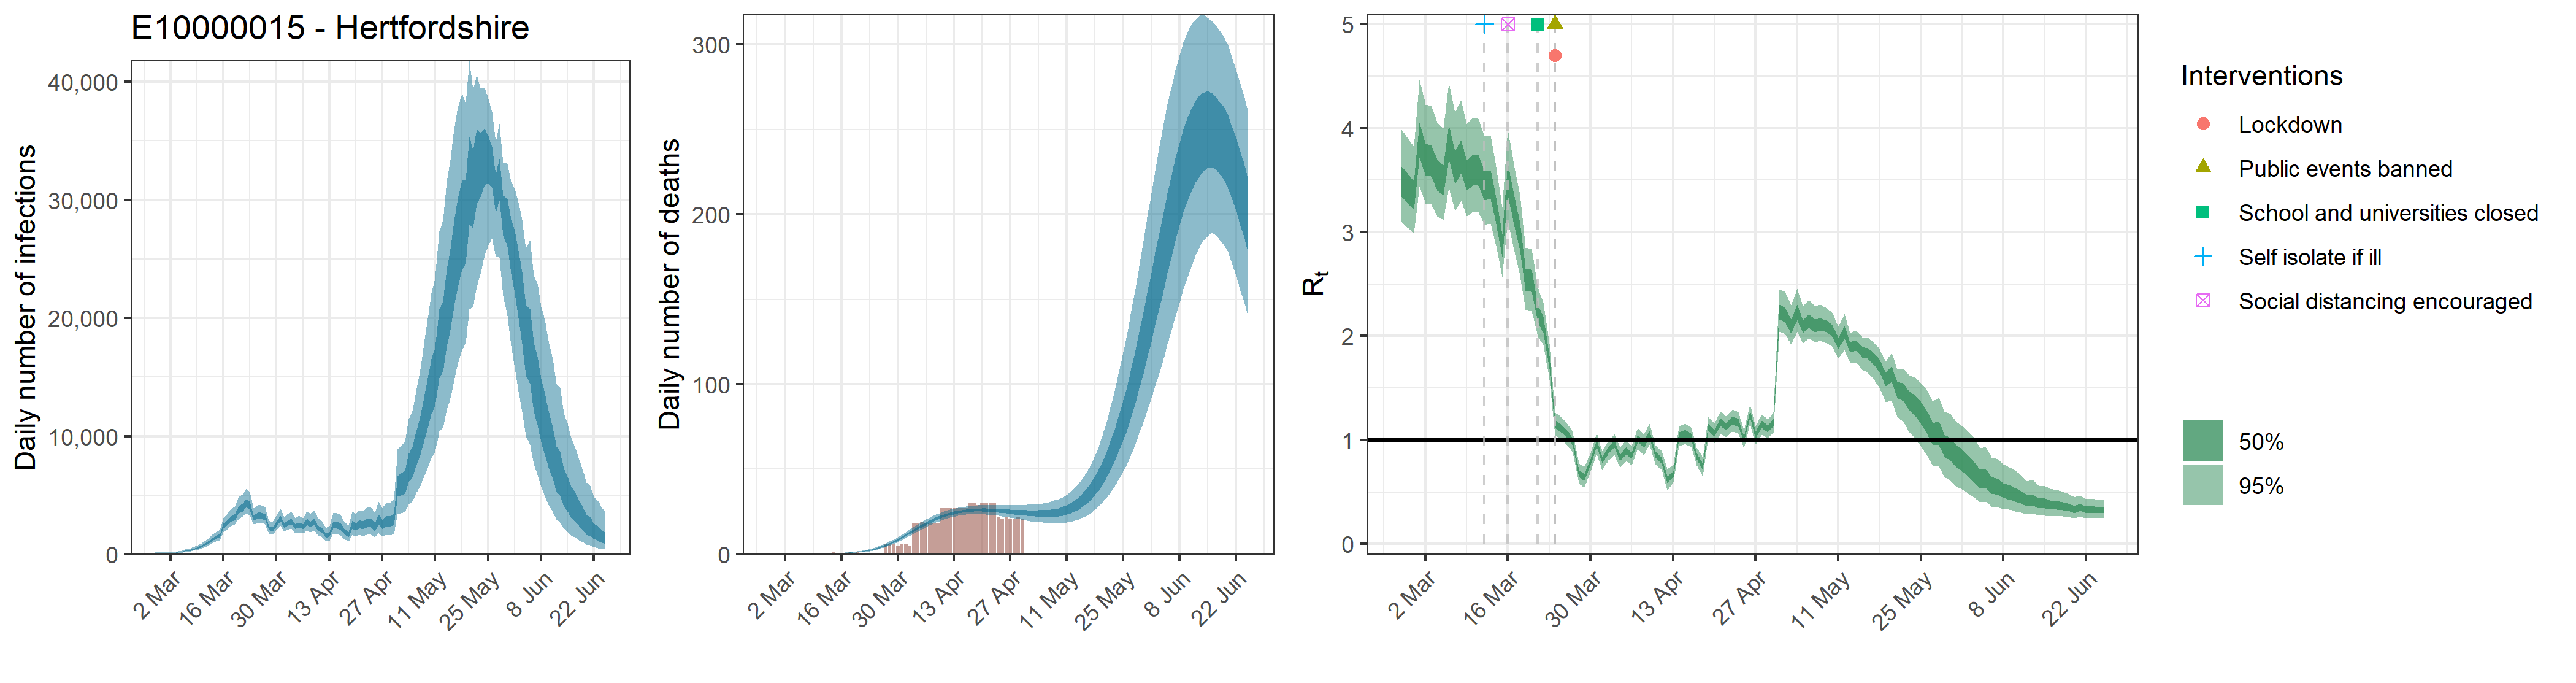 E10000015 - Hertfordshire
Daily number of infections
40,000
30,000
20,000
10,000
0
2 Mar
16 Mar
30 Mar
13 Apr
27 Apr
11 May
25 May
8 Jun
22 Jun
Daily number of deaths
300
200
100
0
2 Mar
16 Mar
30 Mar
13 Apr
27 Apr
11 May
25 May
8 Jun
22 Jun
Rt
5
4
3
2
1
0
2 Mar
16 Mar
30 Mar
13 Apr
27 Apr
11 May
25 May
8 Jun
22 Jun
Interventions
Lockdown
Public events banned
School and universities closed
Self isolate if ill
Social distancing encouraged
50%
95%